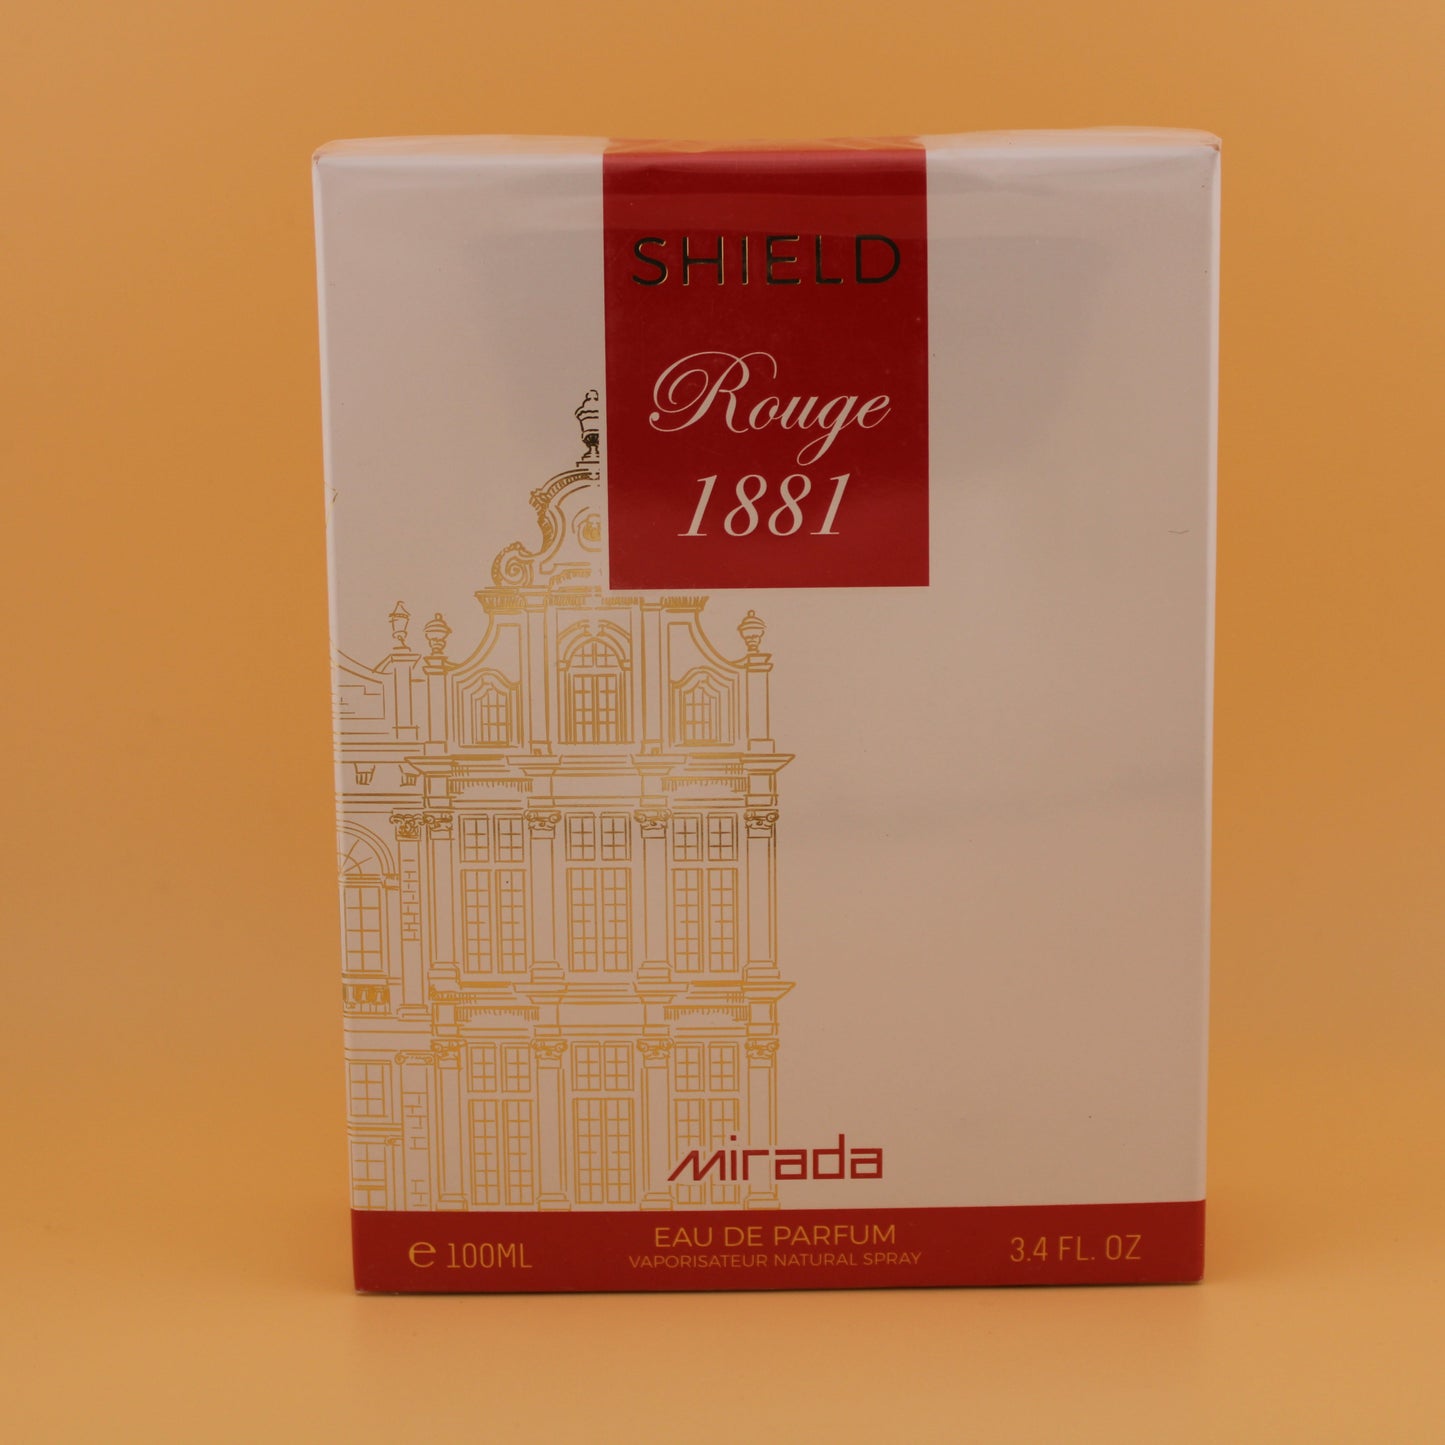 SHIELD
Rouge
1881
mirada
e 100ML
EAU DE PARFUM
VAPORISATEUR NATURAL SPRAY
3.4 FL. OZ